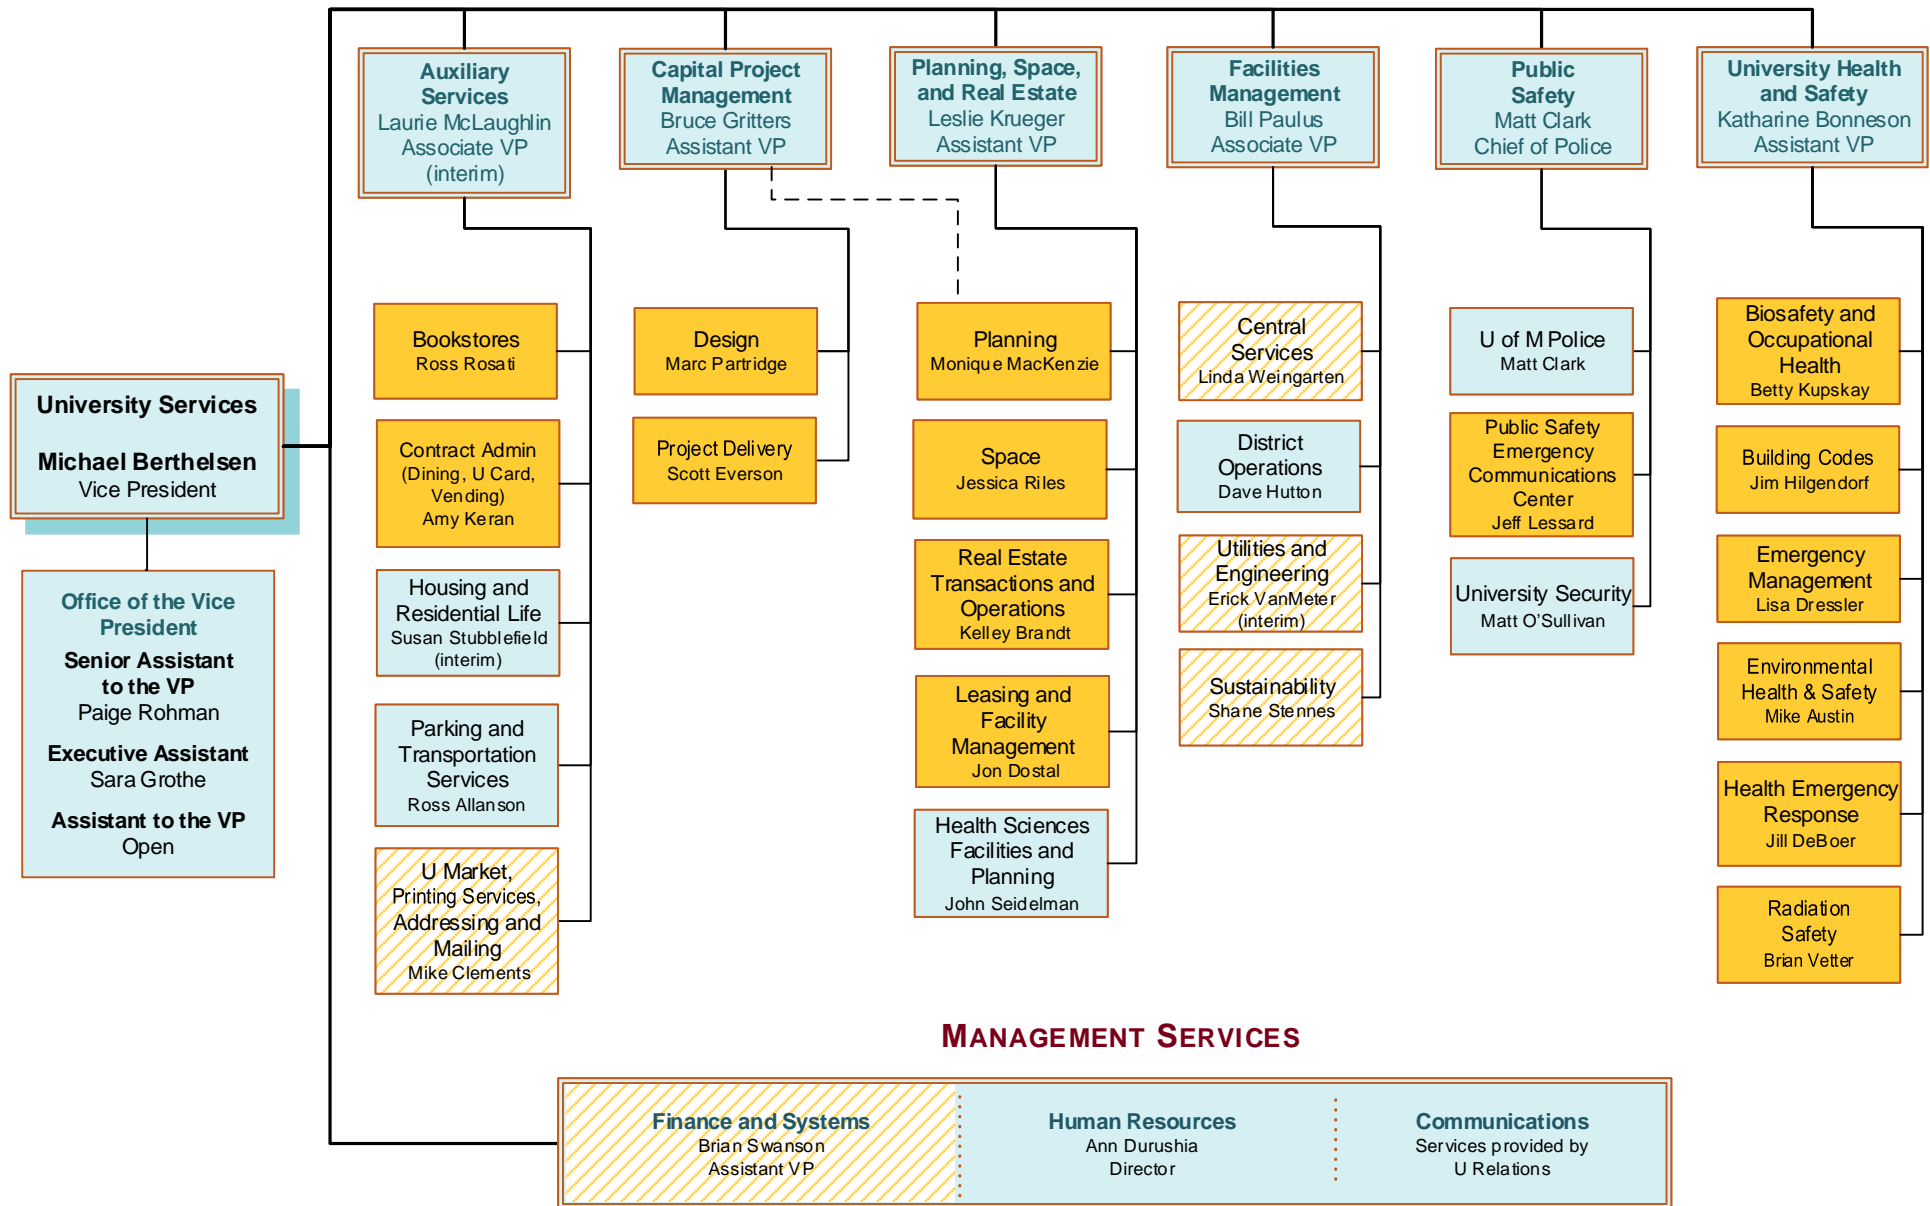 Auxiliary
Services
Laurie McLaughlin
Associate VP
(interim)
Capital Project
Management
Bruce Gritters
Assistant VP
Planning, Space,
and Real Estate
Leslie Krueger
Assistant VP
Facilities
Management
Bill Paulus
Associate VP
Public
Safety
Matt Clark
Chief of Police
University Health
and Safety
Katharine Bonneson
Assistant VP
University Services
Michael Berthelsen
Vice President
Office of the Vice
President
Senior Assistant
to the VP
Paige Rohman
Executive Assistant
Sara Grothe
Assistant to the VP
Open
Bookstores
Ross Rosati
Contract Admin
(Dining, U Card,
Vending)
Amy Keran
Housing and
Residential Life
Susan Stubblefield
(interim)
Parking and
Transportation
Services
Ross Allanson
U Market,
Printing Services,
Addressing and
Mailing
Mike Clements
Design
Marc Partridge
Project Delivery
Scott Everson
Planning
Monique MacKenzie
Space
Jessica Riles
Real Estate
Transactions and
Operations
Kelley Brandt
Leasing and
Facility
Management
Jon Dostal
Health Sciences
Facilities and
Planning
John Seidelman
Central
Services
Linda Weingarten
District
Operations
Dave Hutton
Utilities and
Engineering
Erick VanMeter
(interim)
Sustainability
Shane Stennes
U of M Police
Matt Clark
Public Safety
Emergency
Communications
Center
Jeff Lessard
University Security
Matt O'Sullivan
Biosafety and
Occupational
Health
Betty Kupskay
Building Codes
Jim Hilgendorf
Emergency
Management
Lisa Dressler
Environmental
Health & Safety
Mike Austin
Health Emergency
Response
Jill DeBoer
Radiation
Safety
Brian Vetter
MANAGEMENT SERVICES
Finance and Systems
Brian Swanson
Assistant VP
Human Resources
Ann Durushia
Director
Communications
Services provided by
U Relations